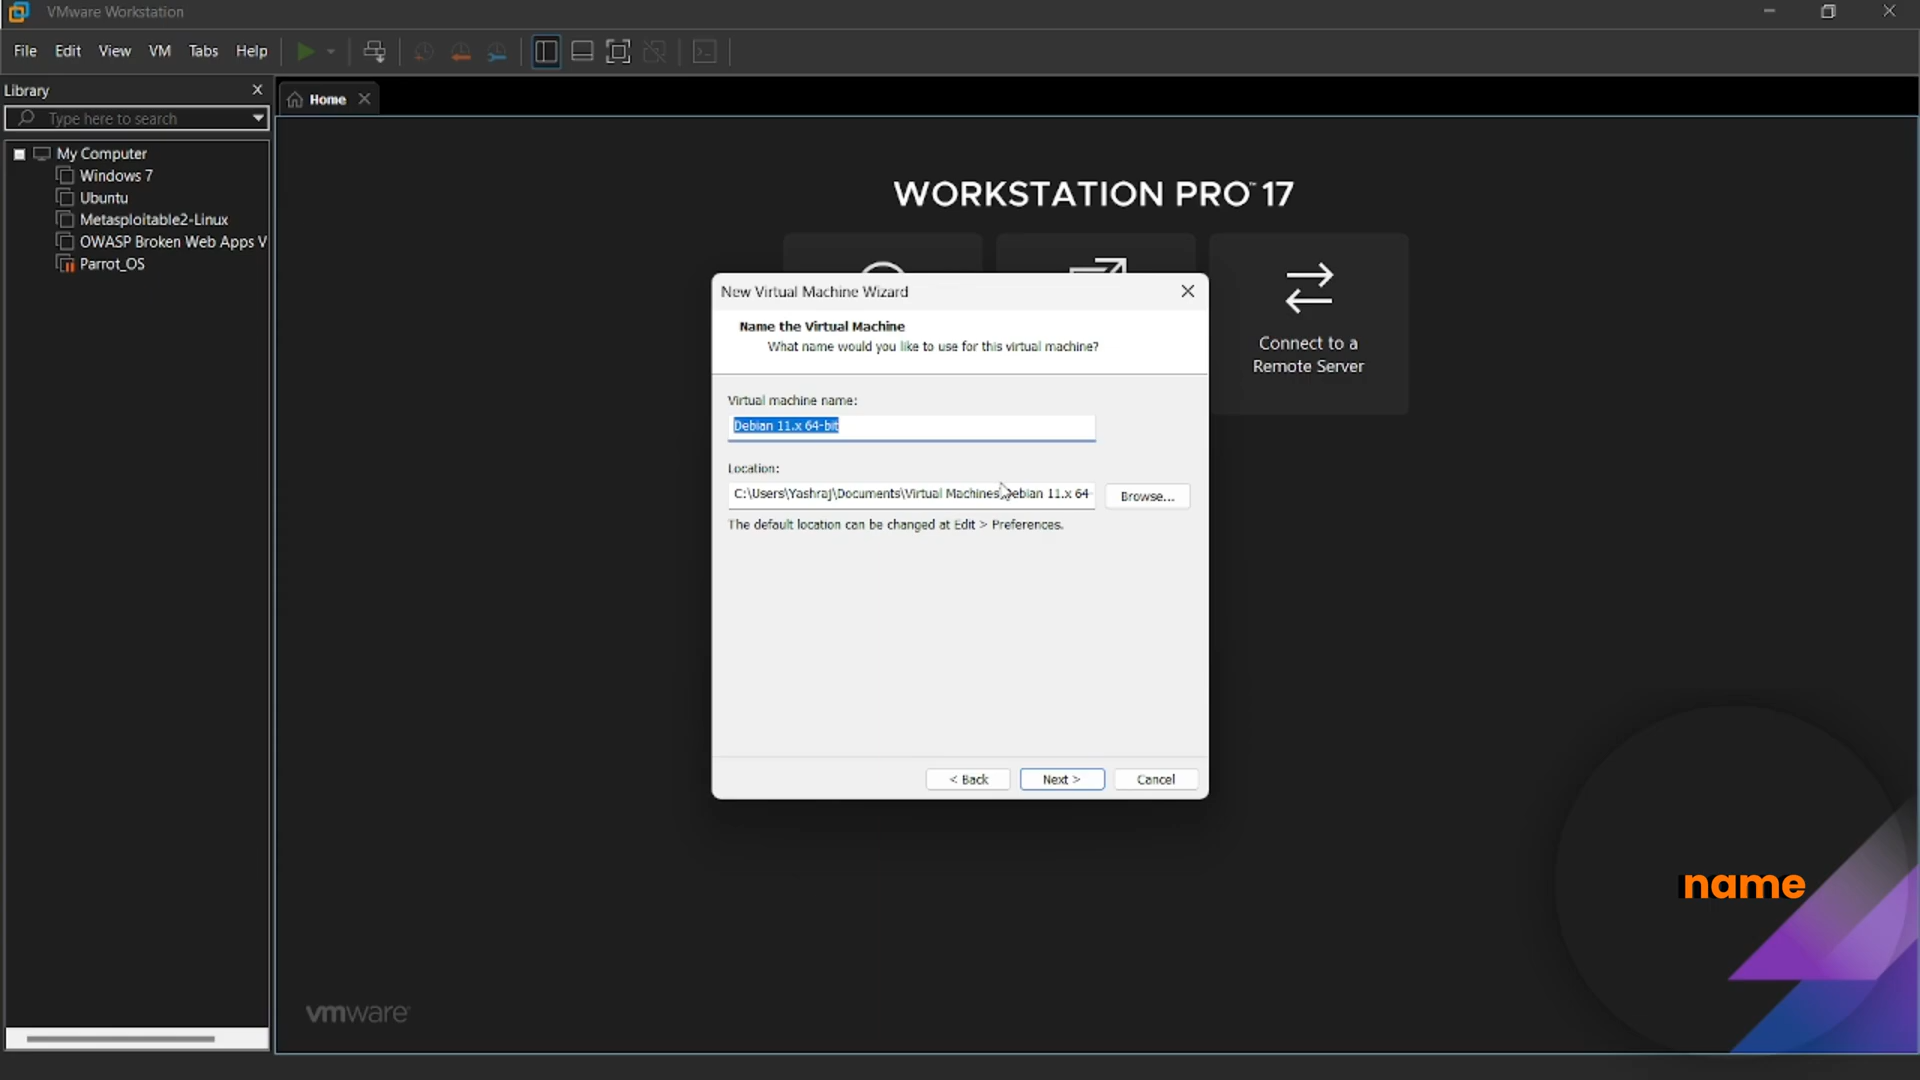 VMware Workstation
File Edit View VM Tabs Help
Library
Type here to search
Home
My Computer
Windows 7
Ubuntu
Metasploitable2-Linux
OWASP Broken Web Apps V
Parrot_OS
WORKSTATION PRO™ 17
Connect to a
Remote Server
New Virtual Machine Wizard
Name the Virtual Machine
What name would you like to use for this virtual machine?
Virtual machine name:
Debian 11.x 64-bit
Location:
C:\Users\Yashraj\Documents\Virtual Machines\Debian 11.x 64-
Browse...
The default location can be changed at Edit > Preferences.
< Back Next > Cancel
name
vmware